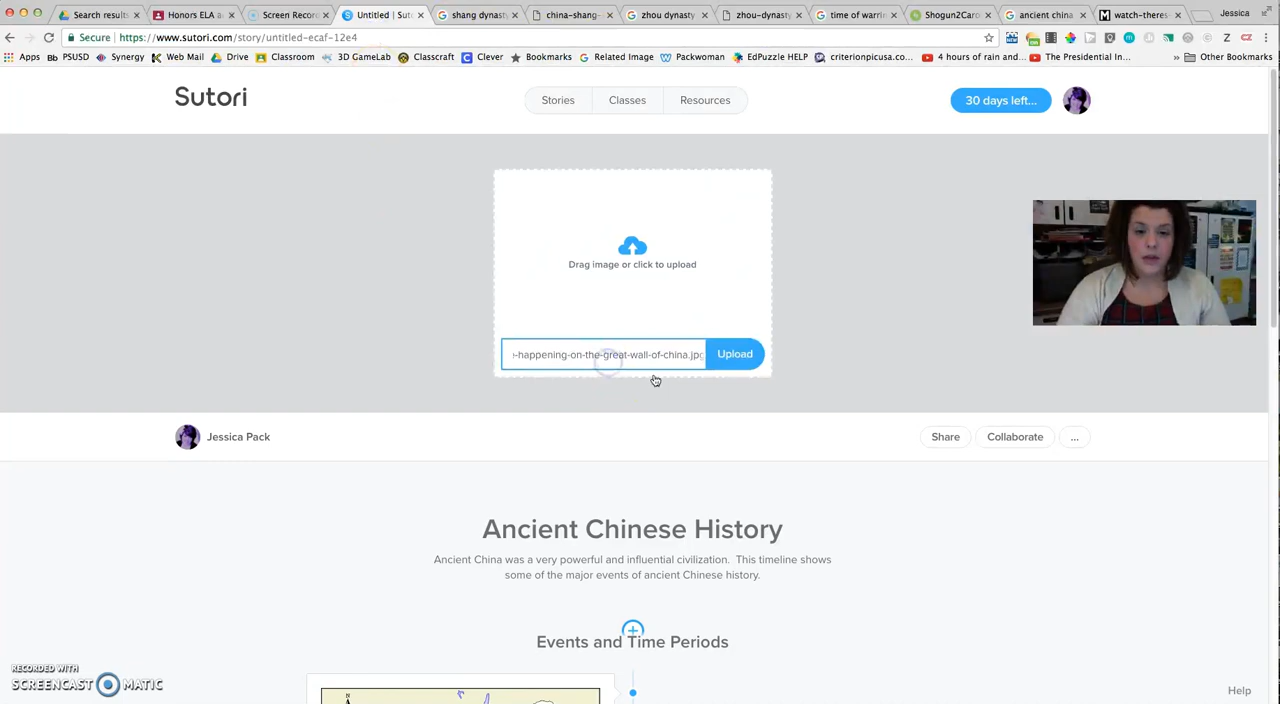 Search results
Honors ELA a
Screen Reco
Untitled | Sut
shang dynast
china-shang-
zhou dynasty
zhou-dynasty
time of warri
Shogun2Caro
ancient china
watch-theres-
Jessica
Secure https://www.sutori.com/story/untitled-ecaf-12e4
Apps Bb PSUSD Synergy Web Mail Drive Classroom 3D GameLab Classcraft Clever Bookmarks Related Image Packwoman EdPuzzle HELP criterionpicusa.co... 4 hours of rain and... The Presidential In... » Other Bookmarks
Sutori
Stories Classes Resources
30 days left...
Drag image or click to upload
-happening-on-the-great-wall-of-china.jpg
Upload
Jessica Pack
Share Collaborate ...
Ancient Chinese History
Ancient China was a very powerful and influential civilization. This timeline shows
some of the major events of ancient Chinese history.
Events and Time Periods
N
RECORDED WITH
SCREENCAST MATIC
Help